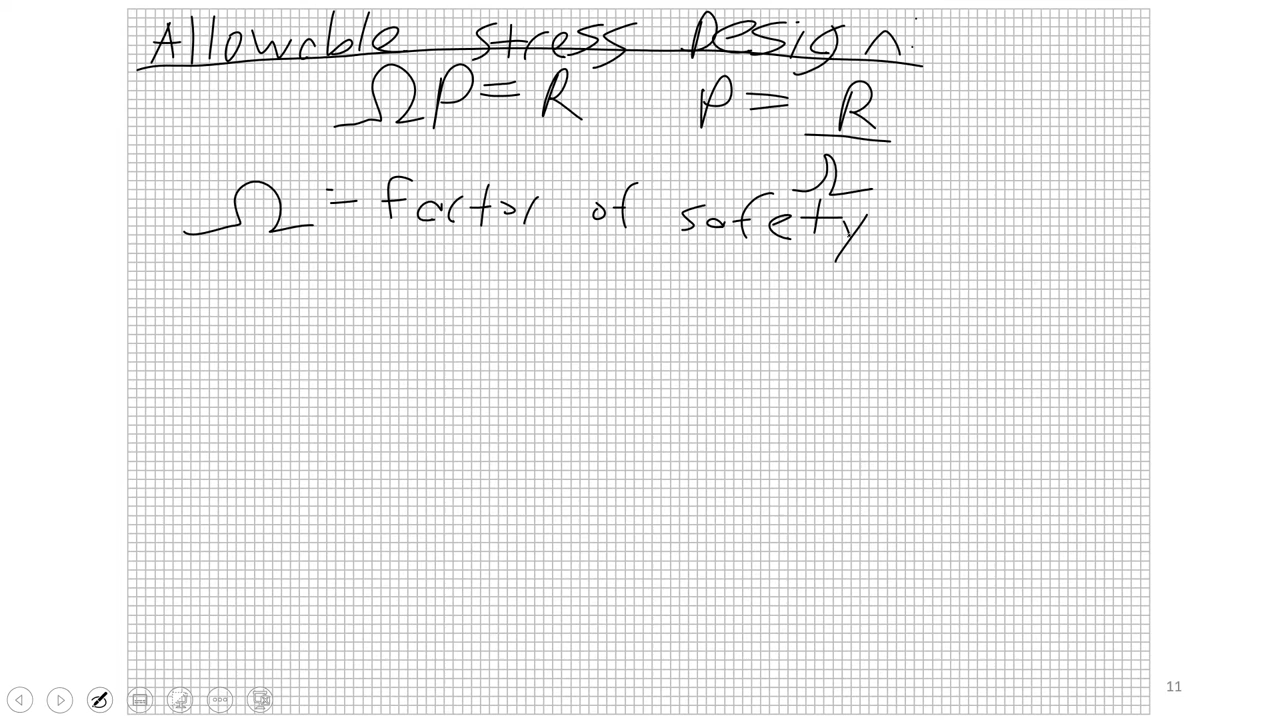 Allowable stress Design:
ΩP = R P = R/Ω
Ω = factor of safety
11